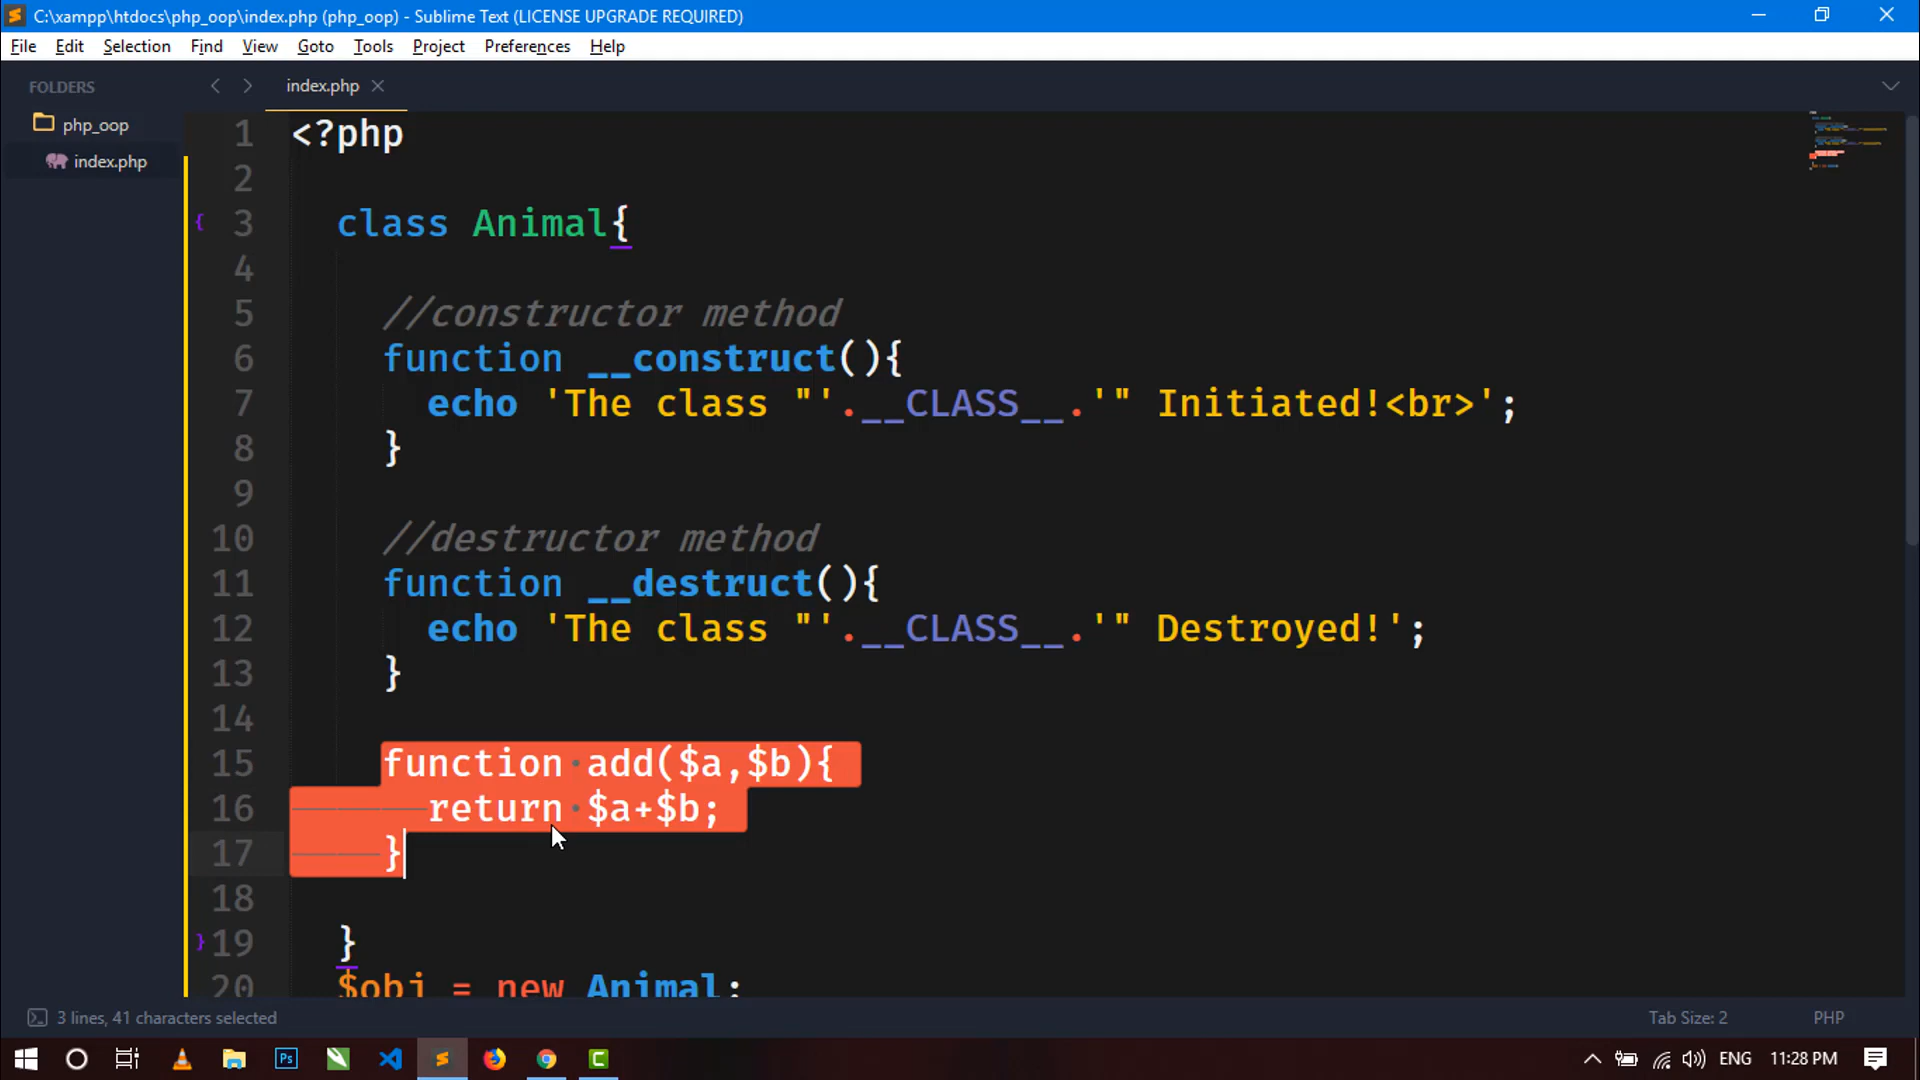 C:\xampp\htdocs\php_oop\index.php (php_oop) - Sublime Text (LICENSE UPGRADE REQUIRED)
File Edit Selection Find View Goto Tools Project Preferences Help
FOLDERS
php_oop
index.php
index.php
1 <?php
2
3 class Animal{
4
5 //constructor method
6 function __construct(){
7 echo 'The class "'.__CLASS__.'" Initiated!<br>';
8 }
9
10 //destructor method
11 function __destruct(){
12 echo 'The class "'.__CLASS__.'" Destroyed!';
13 }
14
15 function add($a,$b){
16 return $a+$b;
17 }
18
19 }
20 $obj = new Animal;
3 lines, 41 characters selected
Tab Size: 2 PHP
ENG 11:28 PM